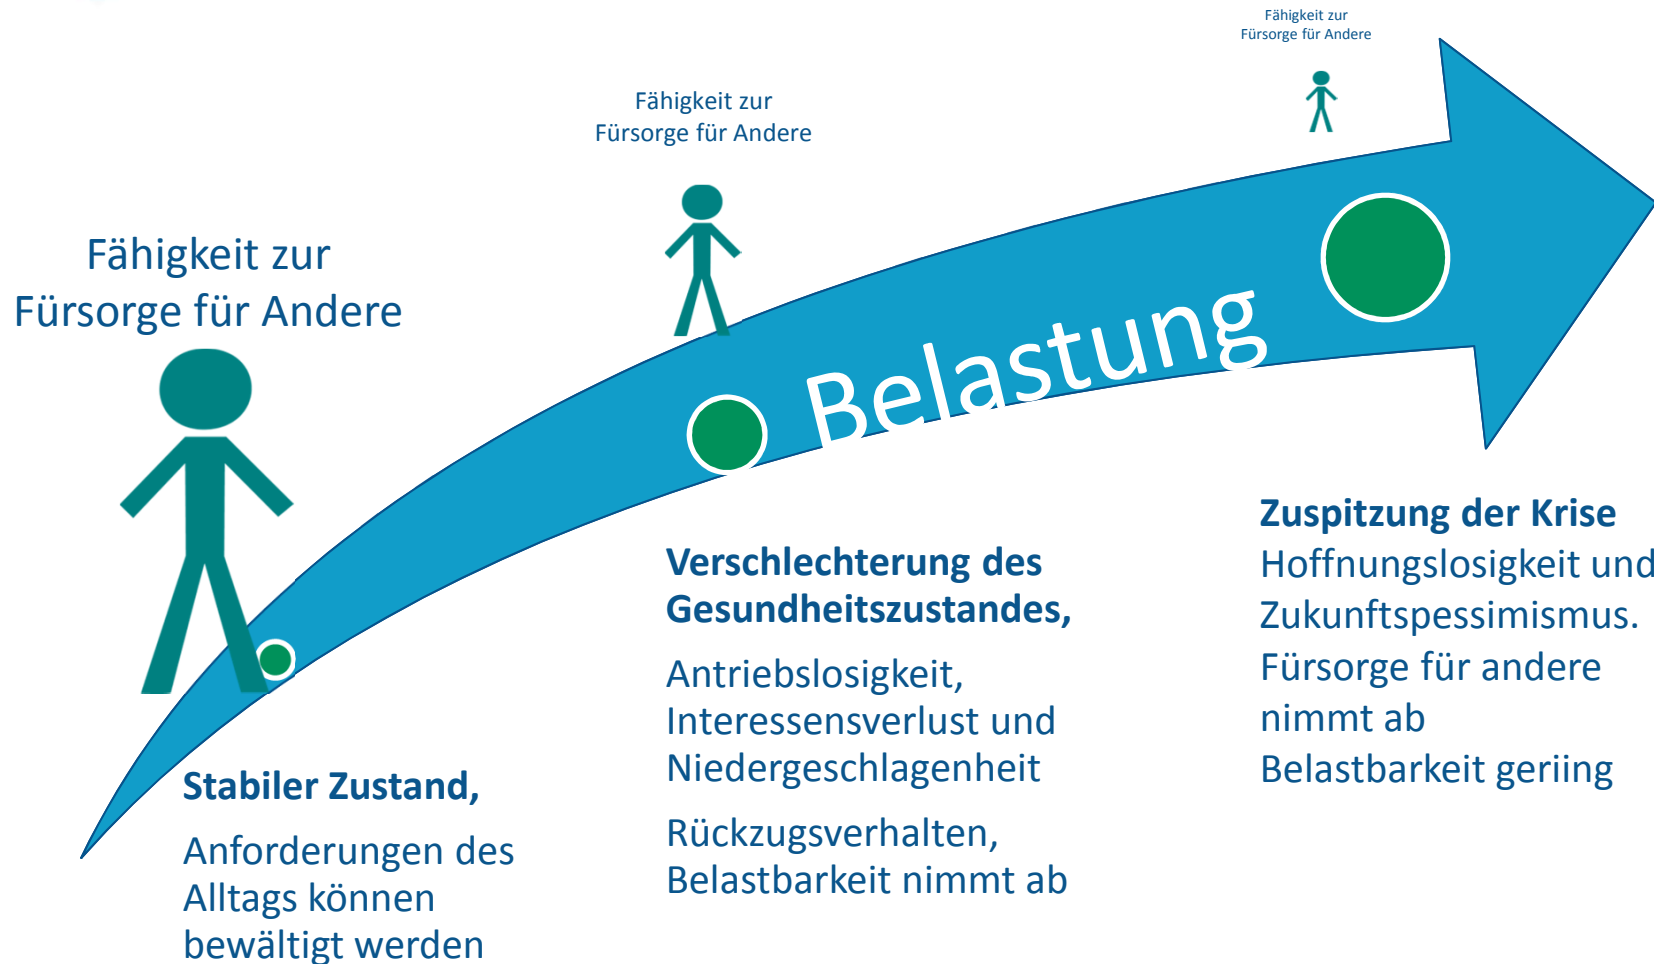 Fähigkeit zur
Fürsorge für Andere
Fähigkeit zur
Fürsorge für Andere
Fähigkeit zur
Fürsorge für Andere
Belastung
Stabiler Zustand,
Anforderungen des
Alltags können
bewältigt werden
Verschlechterung des
Gesundheitszustandes,
Antriebslosigkeit,
Interessensverlust und
Niedergeschlagenheit
Rückzugsverhalten,
Belastbarkeit nimmt ab
Zuspitzung der Krise
Hoffnungslosigkeit und
Zukunftspessimismus.
Fürsorge für andere
nimmt ab
Belastbarkeit geriing